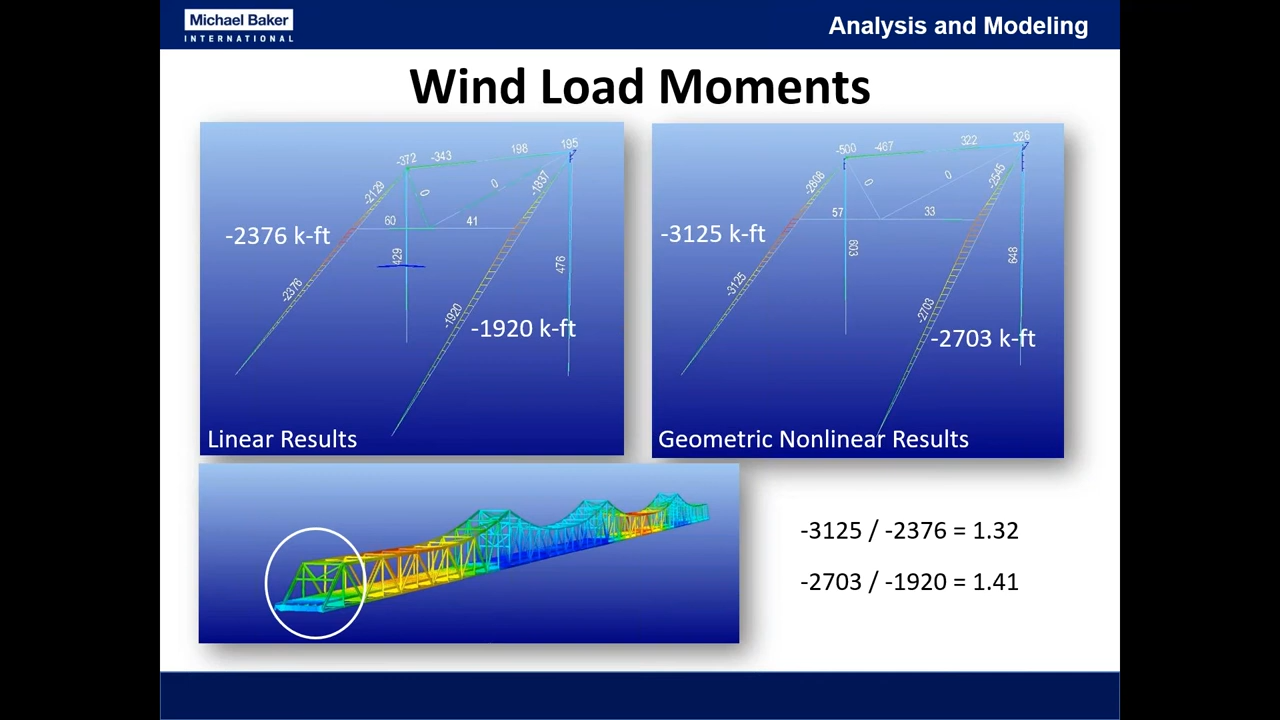 Michael Baker
INTERNATIONAL
Analysis and Modeling
Wind Load Moments
-372 -343 198 195
-2129 0 0 -1837
60 41
-2376 k-ft
429 476
-2376 -1920
-1920 k-ft
Linear Results
-500 -467 322 326
-2808 0 0 -2545
57 33
-3125 k-ft
603 648
-3125 -2703
-2703 k-ft
Geometric Nonlinear Results
-3125 / -2376 = 1.32
-2703 / -1920 = 1.41